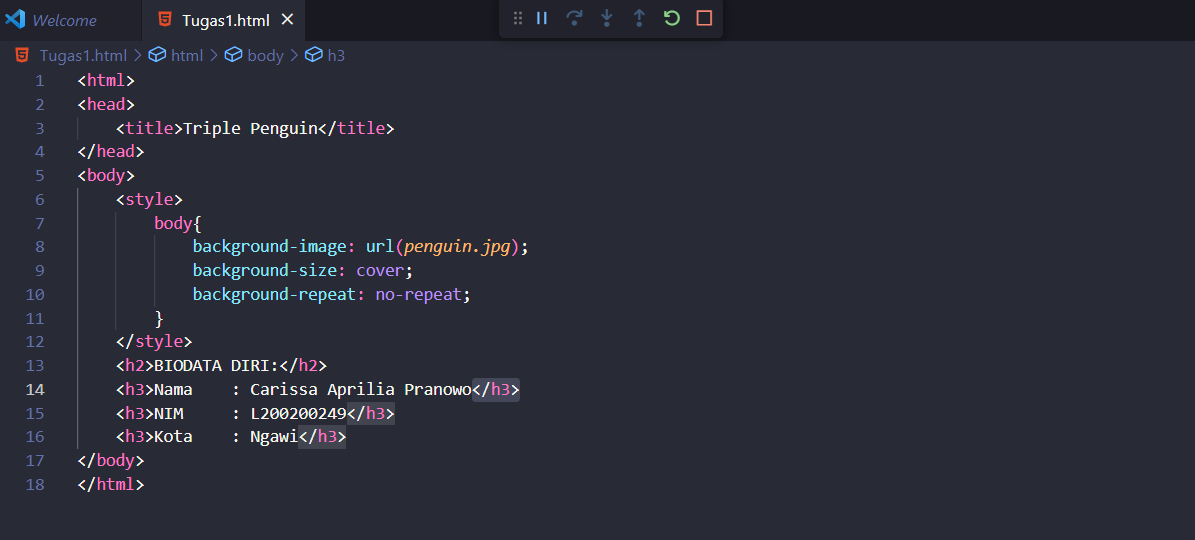 Welcome
Tugas1.html
Tugas1.html > html > body > h3
1 <html>
2 <head>
3     <title>Triple Penguin</title>
4 </head>
5 <body>
6     <style>
7         body{
8             background-image: url(penguin.jpg);
9             background-size: cover;
10             background-repeat: no-repeat;
11         }
12     </style>
13     <h2>BIODATA DIRI:</h2>
14     <h3>Nama    : Carissa Aprilia Pranowo</h3>
15     <h3>NIM     : L200200249</h3>
16     <h3>Kota    : Ngawi</h3>
17 </body>
18 </html>